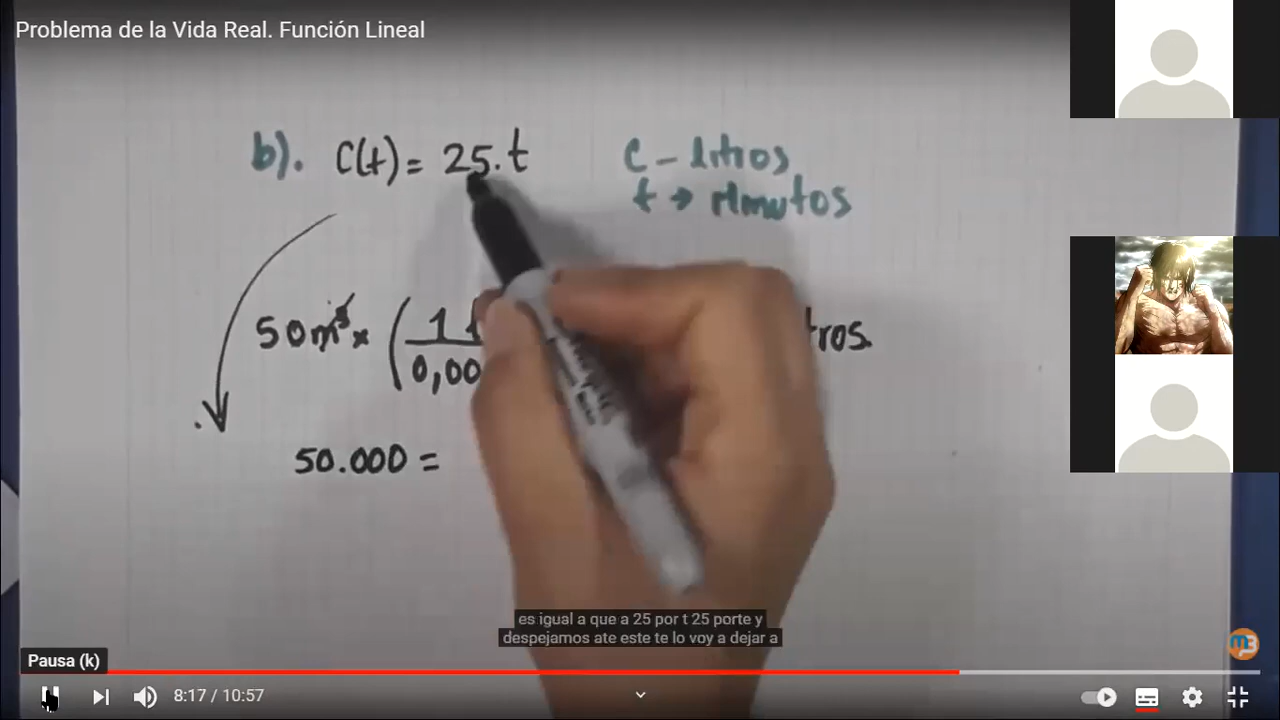 Problema de la Vida Real. Función Lineal
b). C(t) = 25.t
C - litros
t → minutos
50m³ x ( 1
0,00
tros.
50.000 =
es igual a que a 25 por t 25 porte y
despejamos ate este te lo voy a dejar a
Pausa (k)
8:17 / 10:57